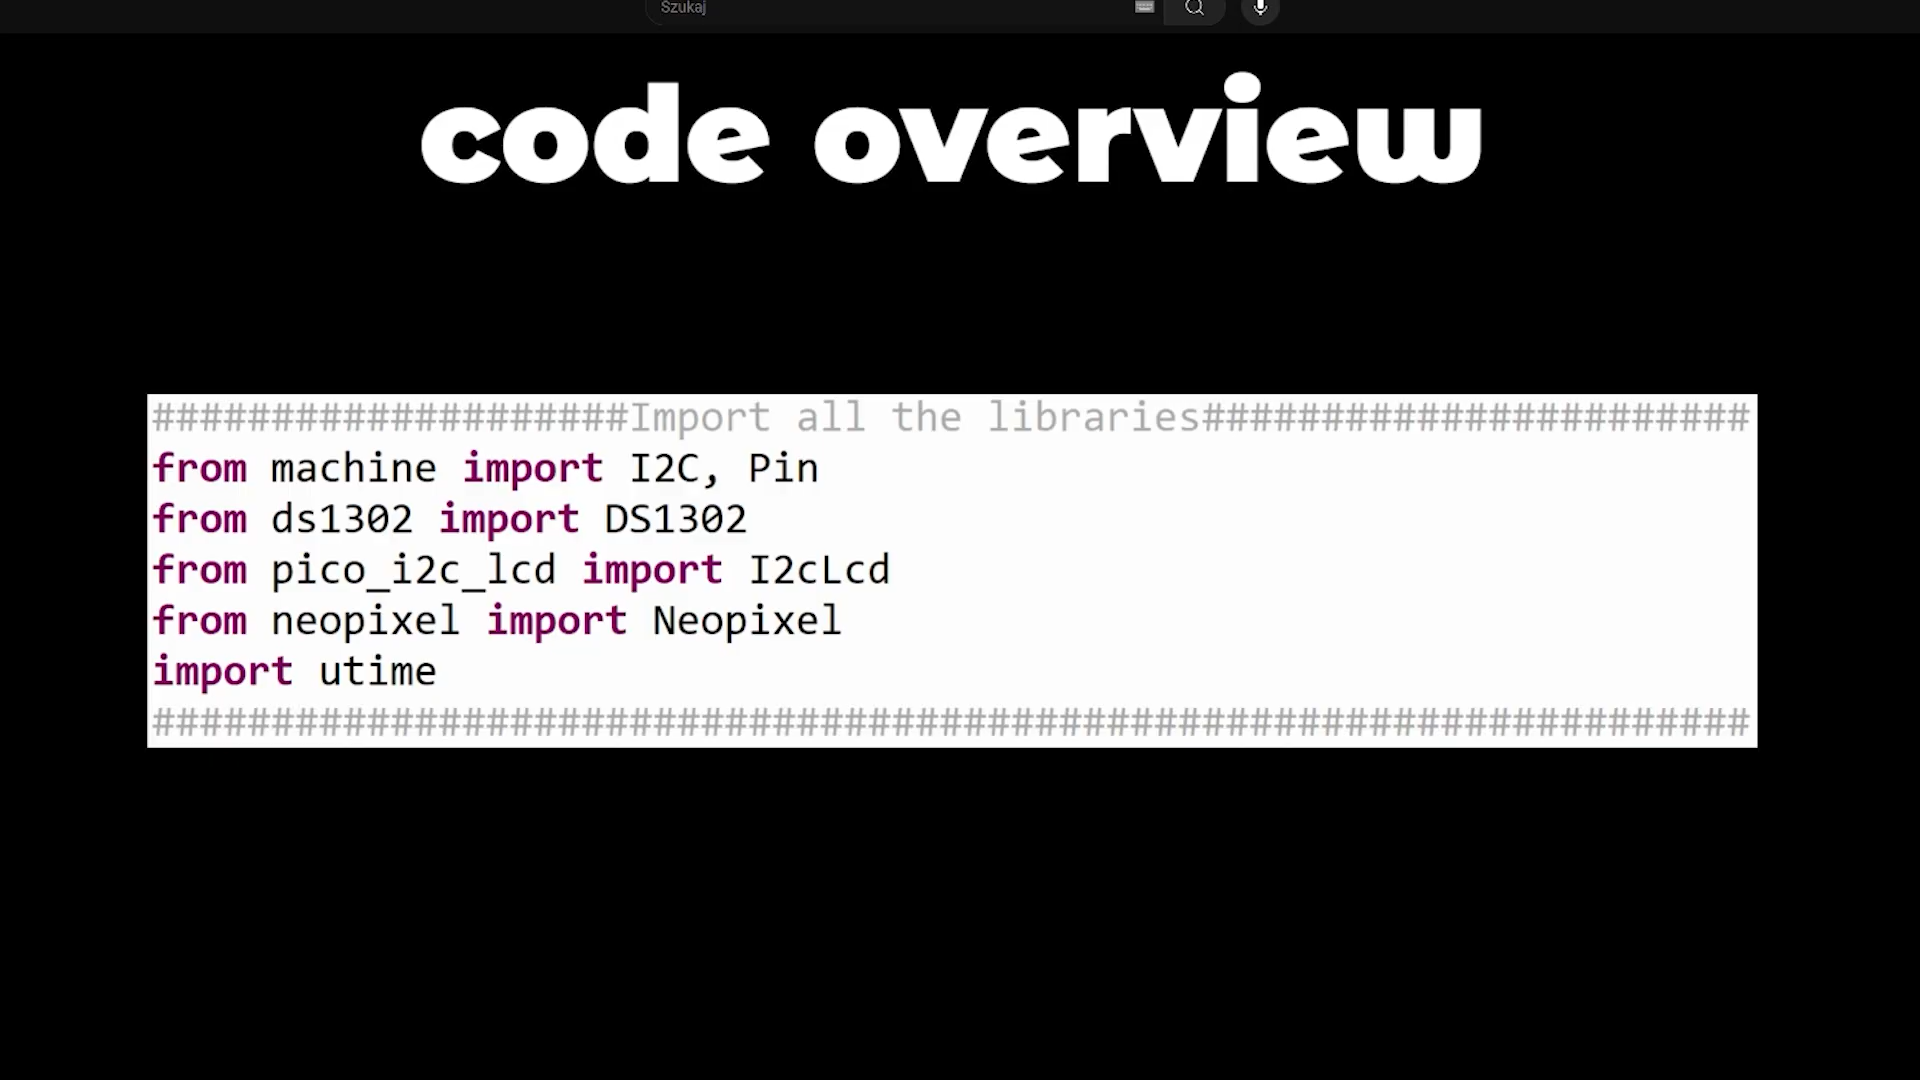 Szukaj
code overview
####################Import all the libraries#######################
from machine import I2C, Pin
from ds1302 import DS1302
from pico_i2c_lcd import I2cLcd
from neopixel import Neopixel
import utime
###################################################################